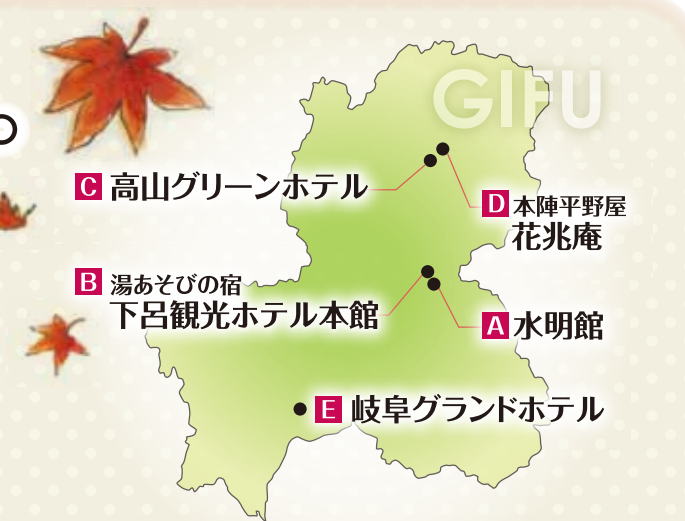 GIFU
C 高山グリーンホテル
D 本陣平野屋
花兆庵
B 湯あそびの宿
下呂観光ホテル本館
A 水明館
E 岐阜グランドホテル